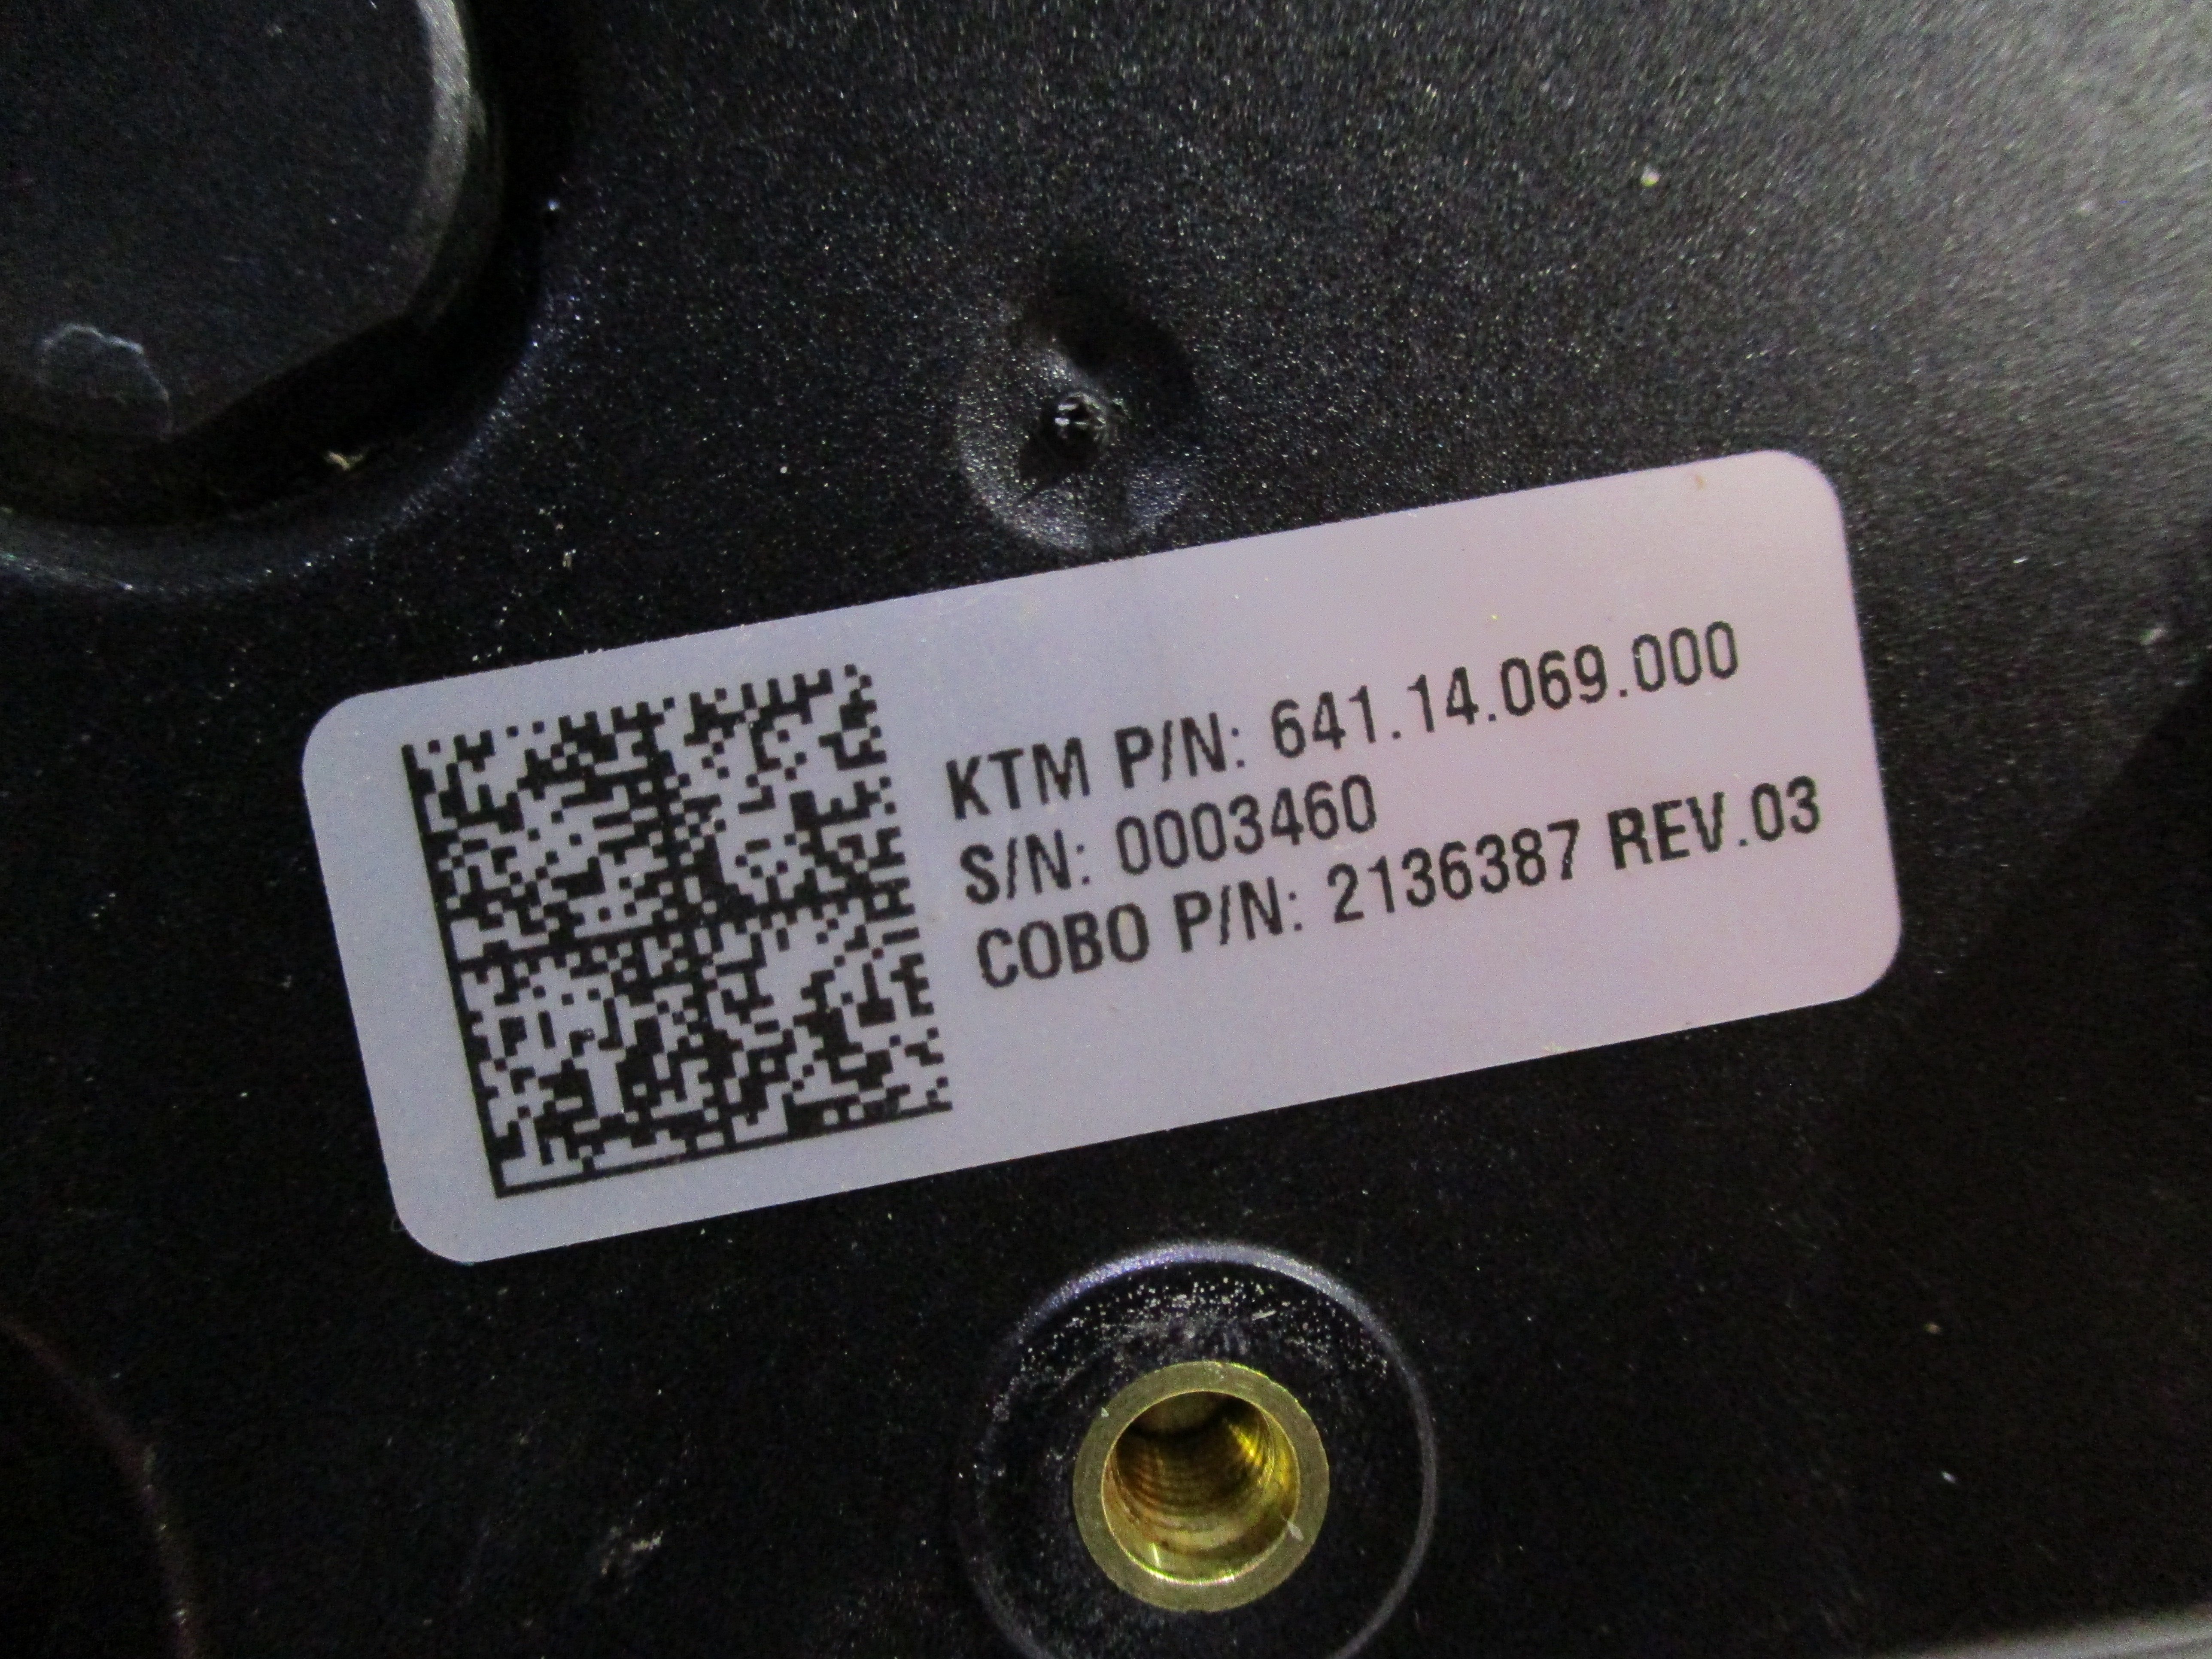 KTM P/N: 641.14.069.000
S/N: 0003460
COBO P/N: 2136387 REV.03